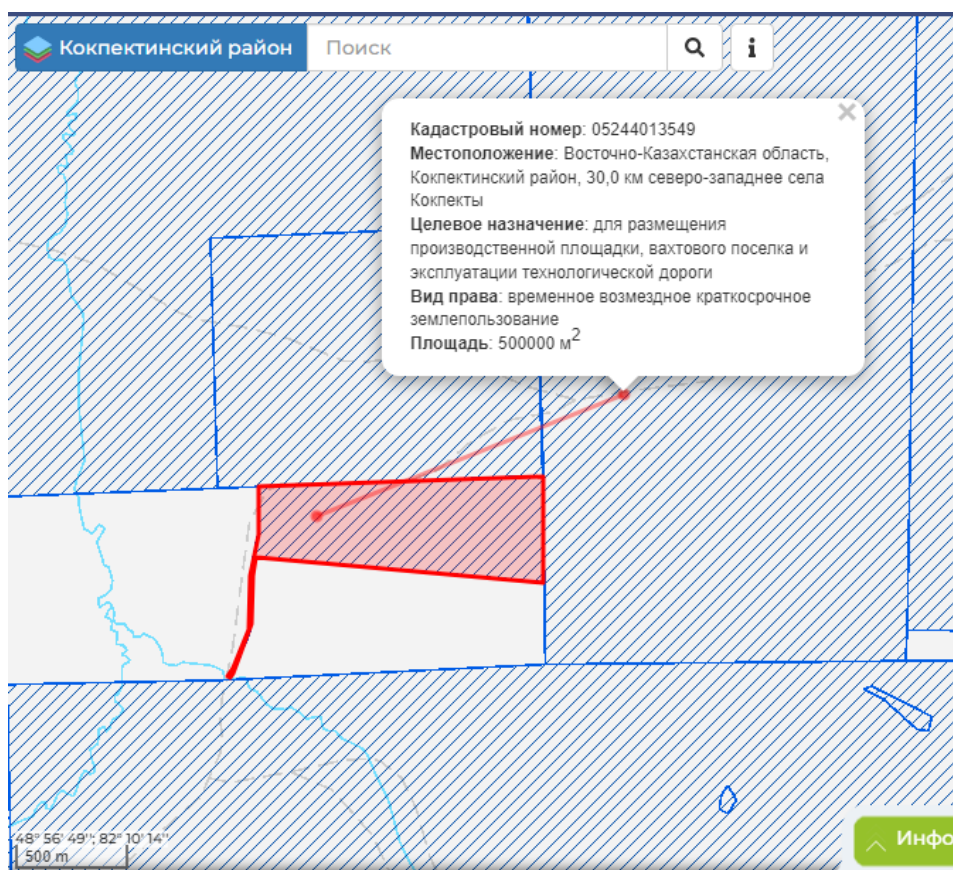 Кокпектинский район
Поиск
Кадастровый номер: 05244013549
Местоположение: Восточно-Казахстанская область,
Кокпектинский район, 30,0 км северо-западнее села
Кокпекты
Целевое назначение: для размещения
производственной площадки, вахтового поселка и
эксплуатации технологической дороги
Вид права: временное возмездное краткосрочное
землепользование
Площадь: 500000 м²
48° 56' 49''; 82° 10' 14''
500 m
Инфо